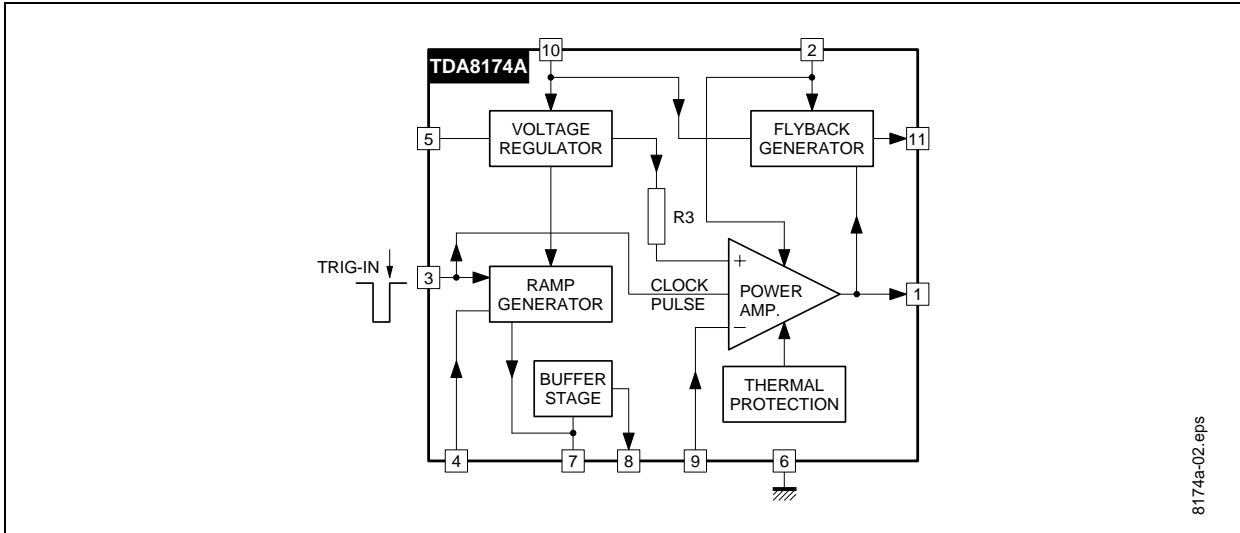 10
2
TDA8174A
5
VOLTAGE
REGULATOR
FLYBACK
GENERATOR
11
R3
TRIG-IN
3
RAMP
GENERATOR
CLOCK
PULSE
+
POWER
AMP.
−
1
BUFFER
STAGE
THERMAL
PROTECTION
4
7
8
9
6
8174a-02.eps